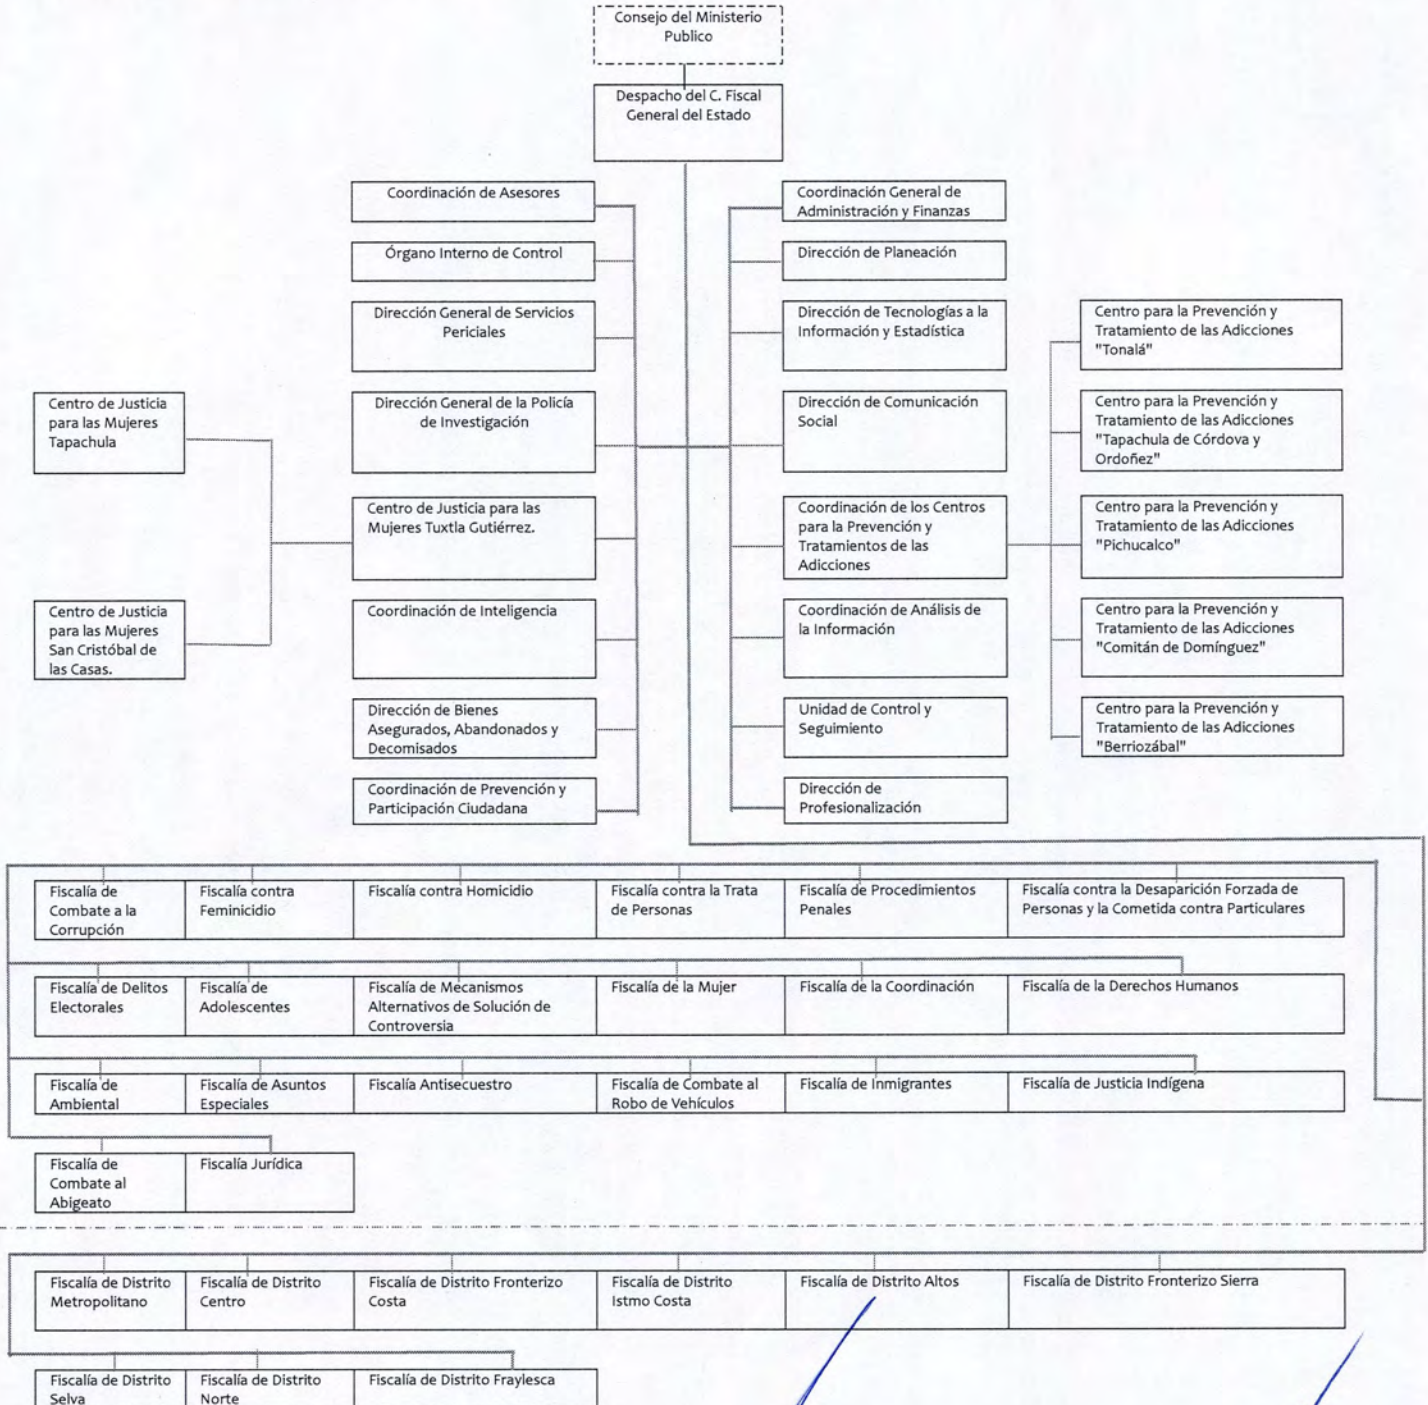 Consejo del Ministerio
Publico
Despacho del C. Fiscal
General del Estado
Coordinación de Asesores
Órgano Interno de Control
Dirección General de Servicios
Periciales
Dirección General de la Policía
de Investigación
Centro de Justicia para las
Mujeres Tuxtla Gutiérrez.
Coordinación de Inteligencia
Dirección de Bienes
Asegurados, Abandonados y
Decomisados
Coordinación de Prevención y
Participación Ciudadana
Centro de Justicia
para las Mujeres
Tapachula
Centro de Justicia
para las Mujeres
San Cristóbal de
las Casas.
Coordinación General de
Administración y Finanzas
Dirección de Planeación
Dirección de Tecnologías a la
Información y Estadística
Dirección de Comunicación
Social
Coordinación de los Centros
para la Prevención y
Tratamientos de las
Adicciones
Coordinación de Análisis de
la Información
Unidad de Control y
Seguimiento
Dirección de
Profesionalización
Centro para la Prevención y
Tratamiento de las Adicciones
"Tonalá"
Centro para la Prevención y
Tratamiento de las Adicciones
"Tapachula de Córdova y
Ordoñez"
Centro para la Prevención y
Tratamiento de las Adicciones
"Pichucalco"
Centro para la Prevención y
Tratamiento de las Adicciones
"Comitán de Domínguez"
Centro para la Prevención y
Tratamiento de las Adicciones
"Berriozábal"
Fiscalía de
Combate a la
Corrupción
Fiscalía contra
Feminicidio
Fiscalía contra Homicidio
Fiscalía contra la Trata
de Personas
Fiscalía de Procedimientos
Penales
Fiscalía contra la Desaparición Forzada de
Personas y la Cometida contra Particulares
Fiscalía de Delitos
Electorales
Fiscalía de
Adolescentes
Fiscalía de Mecanismos
Alternativos de Solución de
Controversia
Fiscalía de la Mujer
Fiscalía de la Coordinación
Fiscalía de la Derechos Humanos
Fiscalía de
Ambiental
Fiscalía de Asuntos
Especiales
Fiscalía Antisecuestro
Fiscalía de Combate al
Robo de Vehículos
Fiscalía de Inmigrantes
Fiscalía de Justicia Indígena
Fiscalía de
Combate al
Abigeato
Fiscalía Jurídica
Fiscalía de Distrito
Metropolitano
Fiscalía de Distrito
Centro
Fiscalía de Distrito Fronterizo
Costa
Fiscalía de Distrito
Istmo Costa
Fiscalía de Distrito Altos
Fiscalía de Distrito Fronterizo Sierra
Fiscalía de Distrito
Selva
Fiscalía de Distrito
Norte
Fiscalía de Distrito Fraylesca